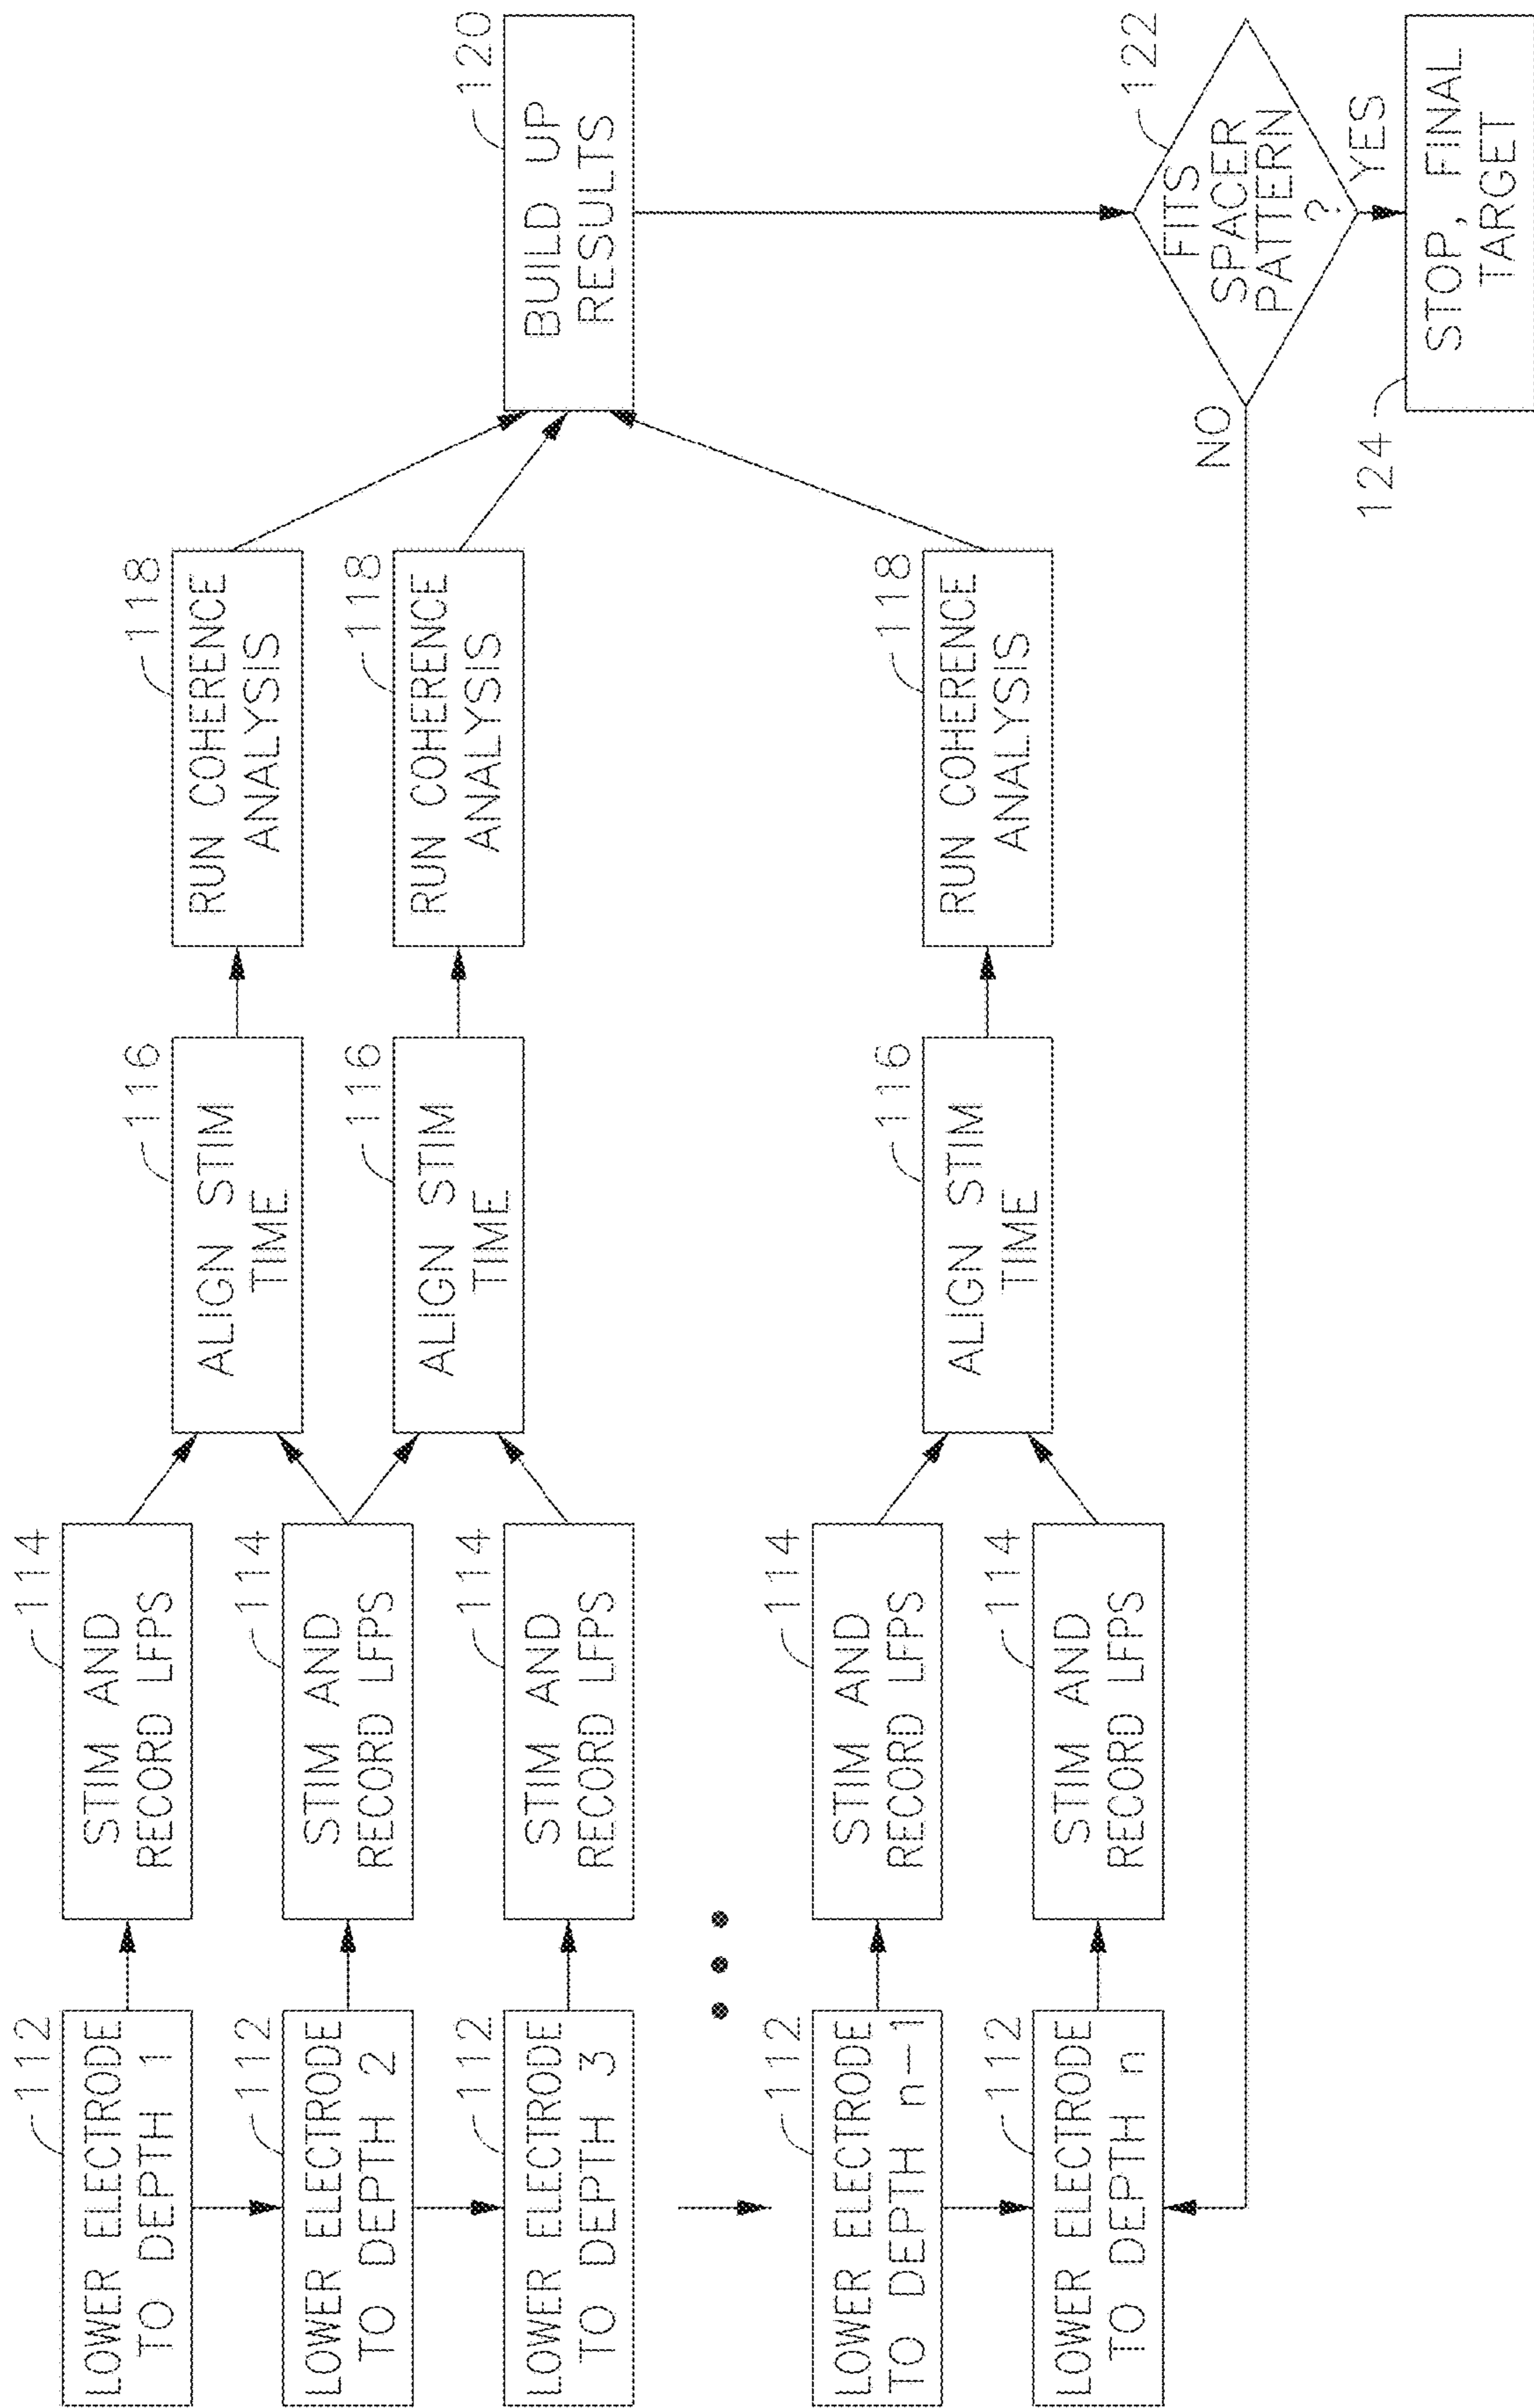 112
LOWER ELECTRODE
TO DEPTH 1
114
STIM AND
RECORD LFPS
112
LOWER ELECTRODE
TO DEPTH 2
114
STIM AND
RECORD LFPS
112
LOWER ELECTRODE
TO DEPTH 3
114
STIM AND
RECORD LFPS
112
LOWER ELECTRODE
TO DEPTH n-1
114
STIM AND
RECORD LFPS
112
LOWER ELECTRODE
TO DEPTH n
114
STIM AND
RECORD LFPS
116
ALIGN STIM
TIME
118
RUN COHERENCE
ANALYSIS
116
ALIGN STIM
TIME
118
RUN COHERENCE
ANALYSIS
116
ALIGN STIM
TIME
118
RUN COHERENCE
ANALYSIS
120
BUILD UP
RESULTS
122
FITS
SPACER
PATTERN
?
NO
YES
124
STOP, FINAL
TARGET